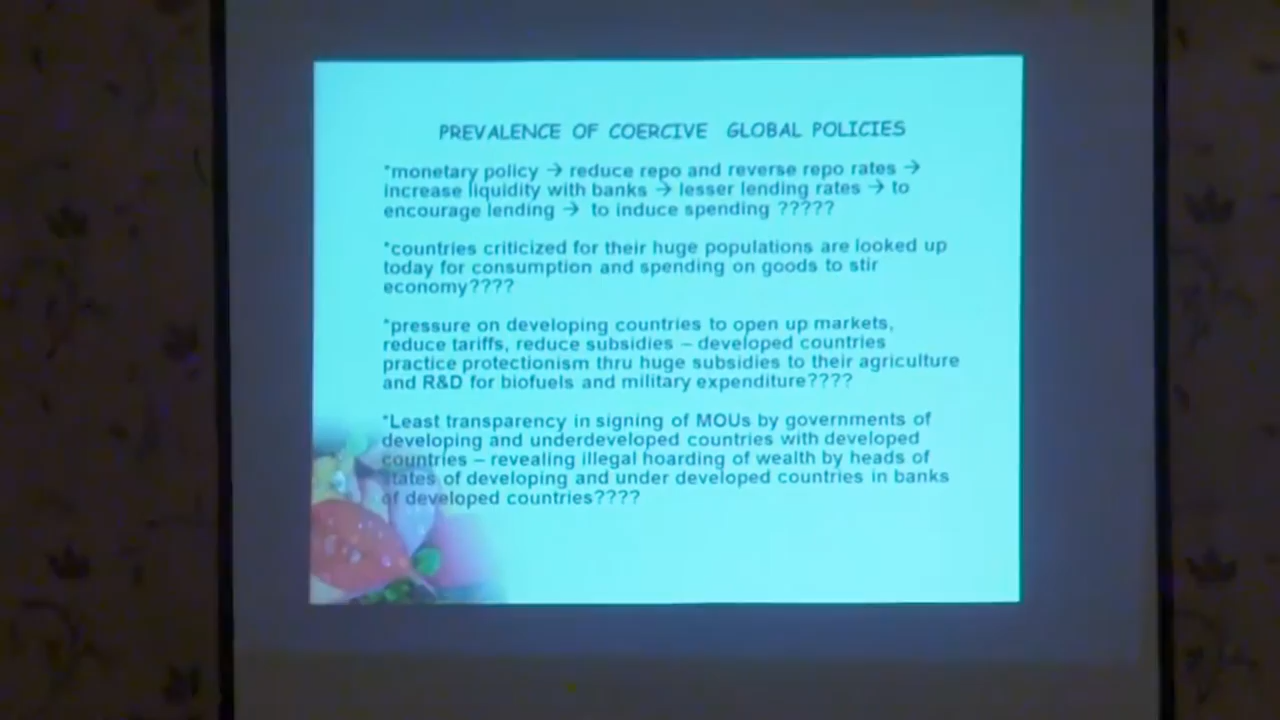 PREVALENCE OF COERCIVE GLOBAL POLICIES
*monetary policy → reduce repo and reverse repo rates →
increase liquidity with banks → lesser lending rates → to
encourage lending → to induce spending ?????
*countries criticized for their huge populations are looked up
today for consumption and spending on goods to stir
economy????
*pressure on developing countries to open up markets,
reduce tariffs, reduce subsidies – developed countries
practice protectionism thru huge subsidies to their agriculture
and R&D for biofuels and military expenditure????
*Least transparency in signing of MOUs by governments of
developing and underdeveloped countries with developed
countries – revealing illegal hoarding of wealth by heads of
states of developing and under developed countries in banks
of developed countries????